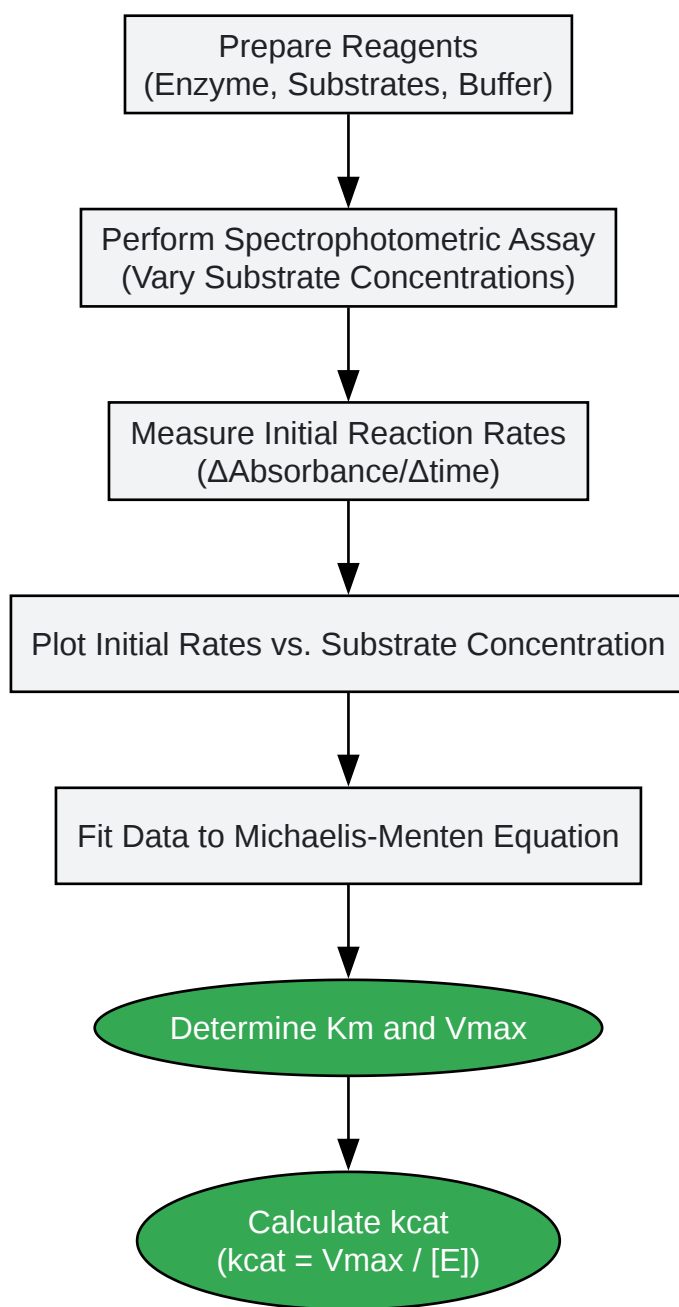 Prepare Reagents
(Enzyme, Substrates, Buffer)
Perform Spectrophotometric Assay
(Vary Substrate Concentrations)
Measure Initial Reaction Rates
(ΔAbsorbance/Δtime)
Plot Initial Rates vs. Substrate Concentration
Fit Data to Michaelis-Menten Equation
Determine Km and Vmax
Calculate kcat
(kcat = Vmax / [E])